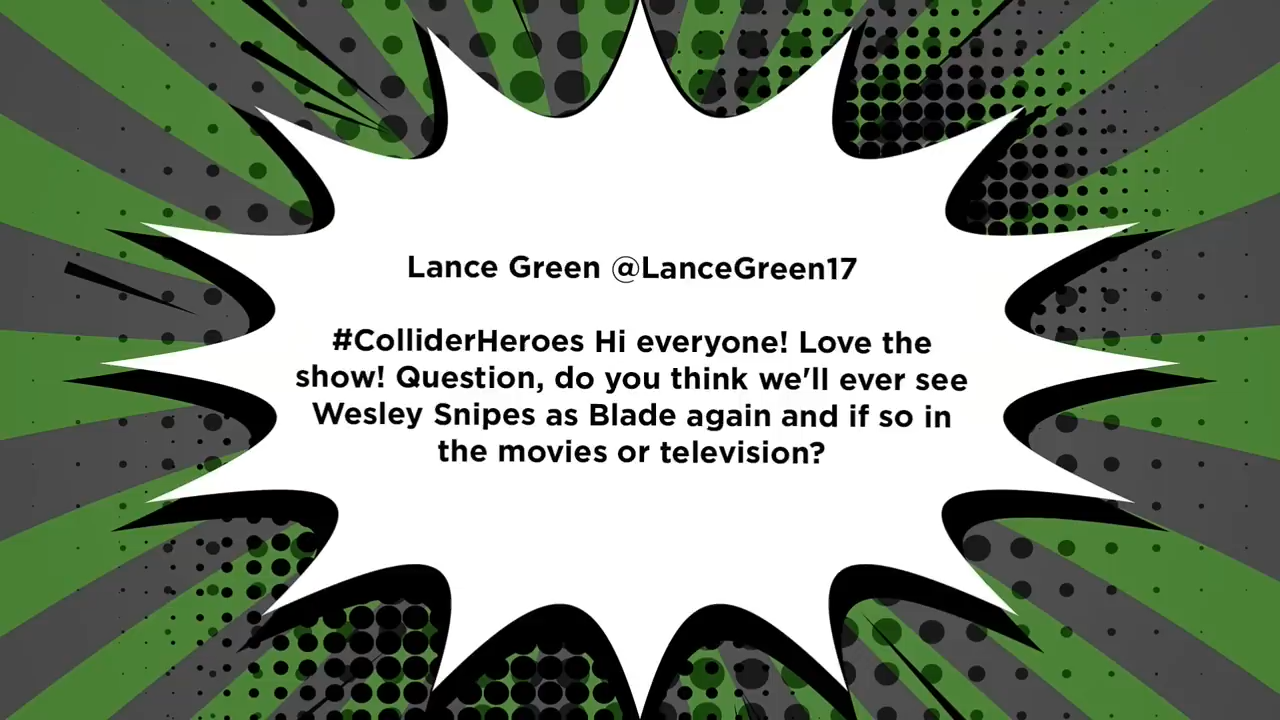 Lance Green @LanceGreen17
#ColliderHeroes Hi everyone! Love the
show! Question, do you think we'll ever see
Wesley Snipes as Blade again and if so in
the movies or television?